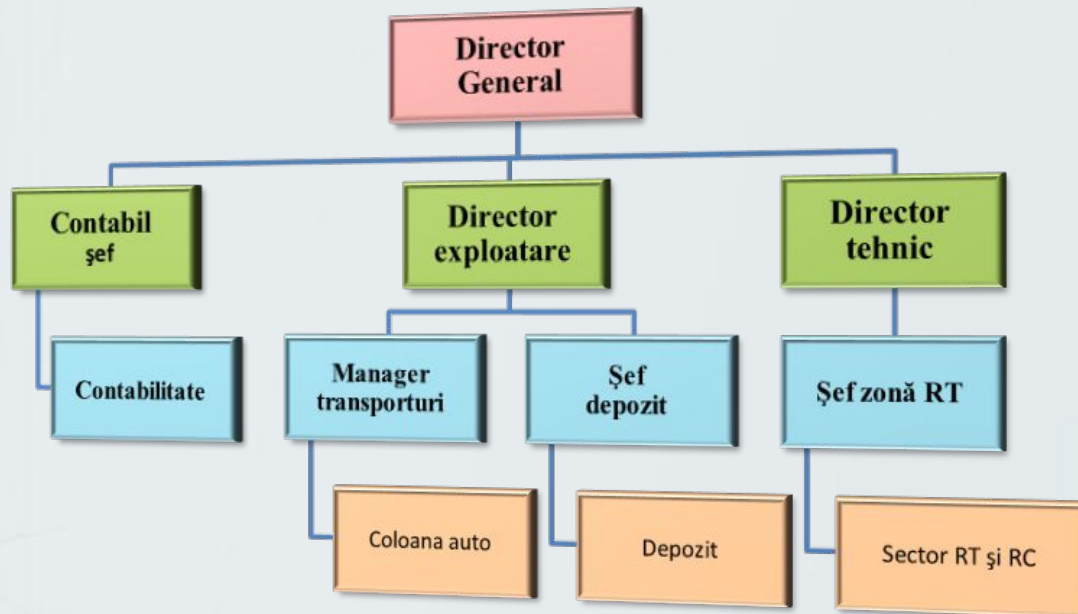 Director
General
Contabil
şef
Director
exploatare
Director
tehnic
Contabilitate
Manager
transporturi
Şef
depozit
Şef zonă RT
Coloana auto
Depozit
Sector RT şi RC